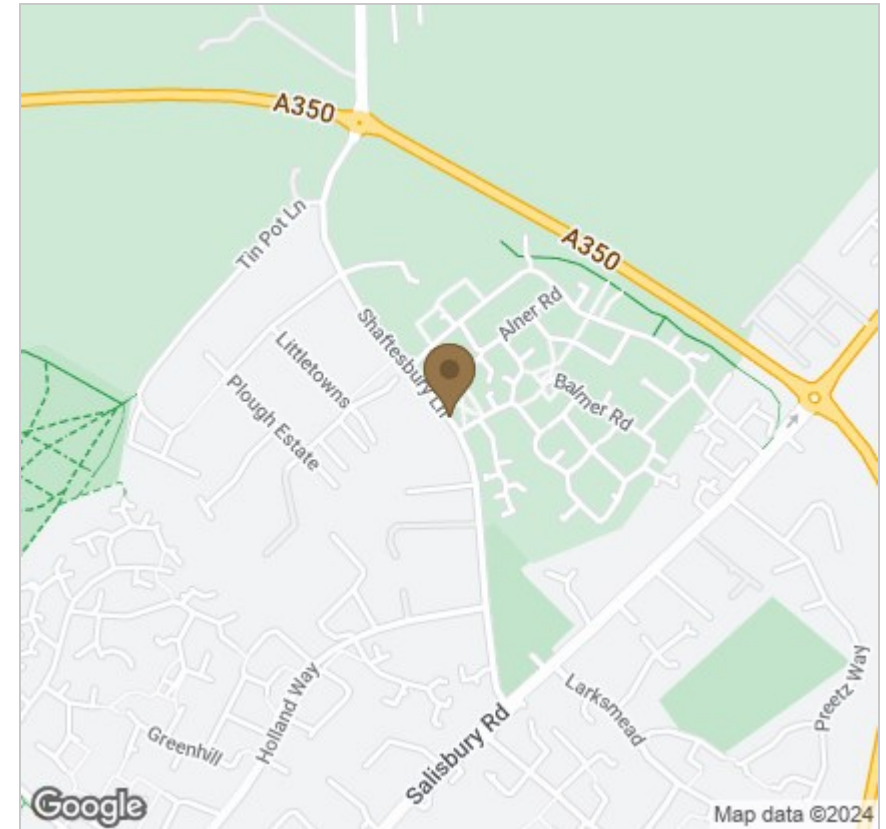 A350
A350
Tin Pot Ln
Shaftesbury Ln
Alner Rd
Littletowns
Balmer Rd
Plough Estate
Holland Way
Greenhill
Larksmead
Preetz Way
Salisbury Rd
Google
Map data ©2024